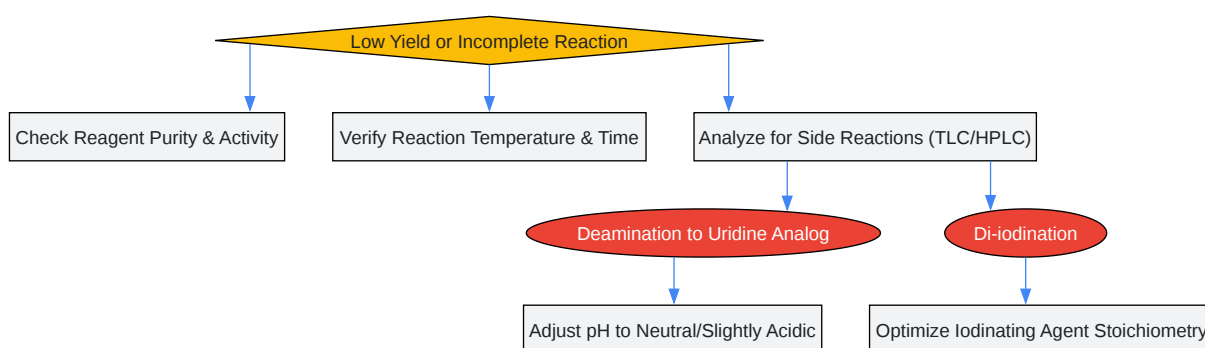 Low Yield or Incomplete Reaction
Check Reagent Purity & Activity
Verify Reaction Temperature & Time
Analyze for Side Reactions (TLC/HPLC)
Deamination to Uridine Analog
Di-iodination
Adjust pH to Neutral/Slightly Acidic
Optimize Iodinating Agent Stoichiometry